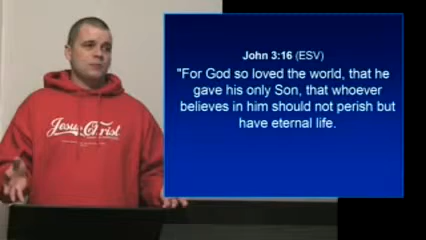 John 3:16 (ESV)
"For God so loved the world, that he
gave his only Son, that whoever
believes in him should not perish but
have eternal life.
Jesus Christ